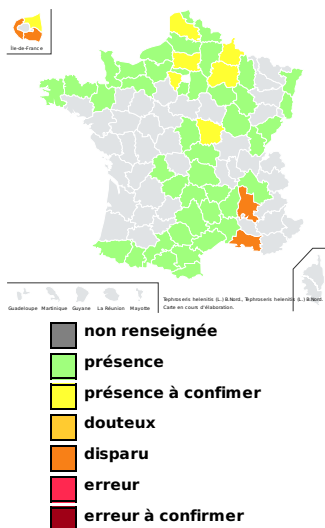 Île-de-France
Guadeloupe Martinique Guyane La Réunion Mayotte
Tephroseris helenitis (L.) B.Nord., Tephroseris helenitis (L.) B.Nord.
Carte en cours d'élaboration.
non renseignée
présence
présence à confimer
douteux
disparu
erreur
erreur à confirmer